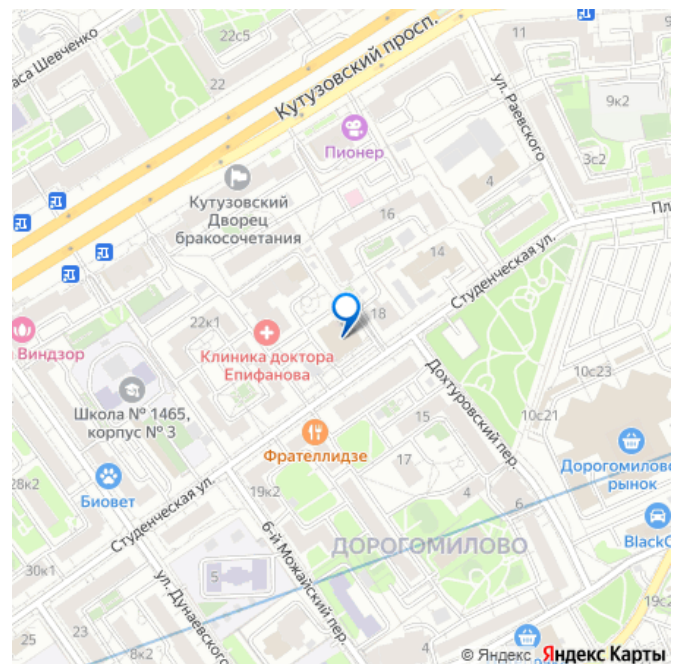 аса Шевченко
22с5
11
9
Кутузовский просп.
22
ул. Раевского
9к2
Пионер
3с2
4
Кутузовский
Дворец
бракосочетания
16
Пл
14
Студенческая ул.
18
22к1
Виндзор
Клиника доктора
Епифанова
Школа № 1465,
корпус № 3
10с23
Дохтуровский пер.
10с21
15
Фрателлидзе
17
Дорогомилово
рынок
Биовет
28к2
19к2
4
6
Студенческая ул.
BlackС
ДОРОГОМИЛОВО
6-й Можайский пер.
30к1
5
19с2
ул. Дунаевского
23
25
8к2
© Яндекс Яндекс Карты